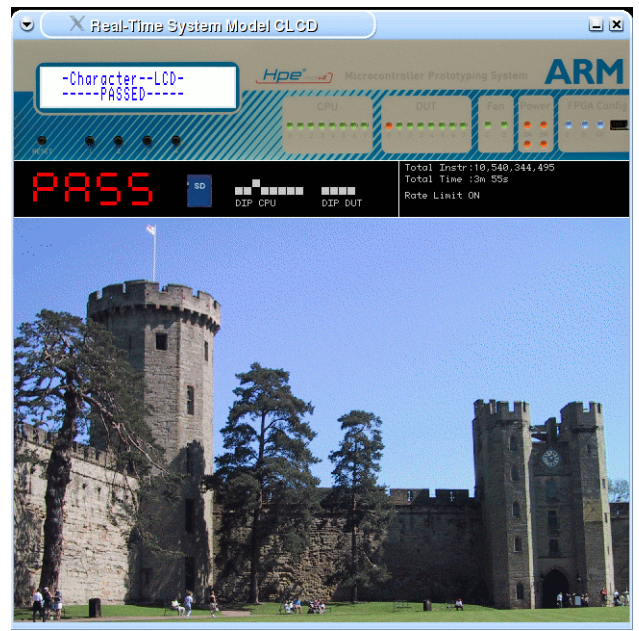 Real-Time System Model CLCD
-Character--LCD-
-----PASSED-----
Hpe
Microcontroller Prototyping System
ARM
CPU
DUT
Fan
Power
FPGA Config
RESET
PASS
SD
DIP CPU
DIP DUT
Total Instr:10,540,344,495
Total Time :3m 55s
Rate Limit ON